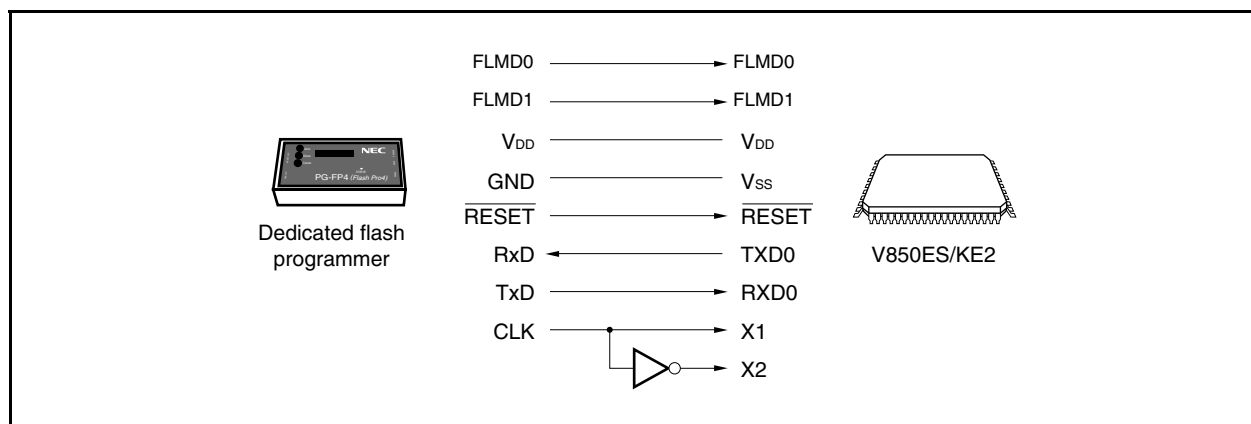 FLMD0 FLMD0
FLMD1 FLMD1
VDD VDD
GND VSS
RESET RESET
RxD TXD0
TxD RXD0
CLK X1
X2
NEC
PG-FP4 (Flash Pro4)
Dedicated flash
programmer
V850ES/KE2